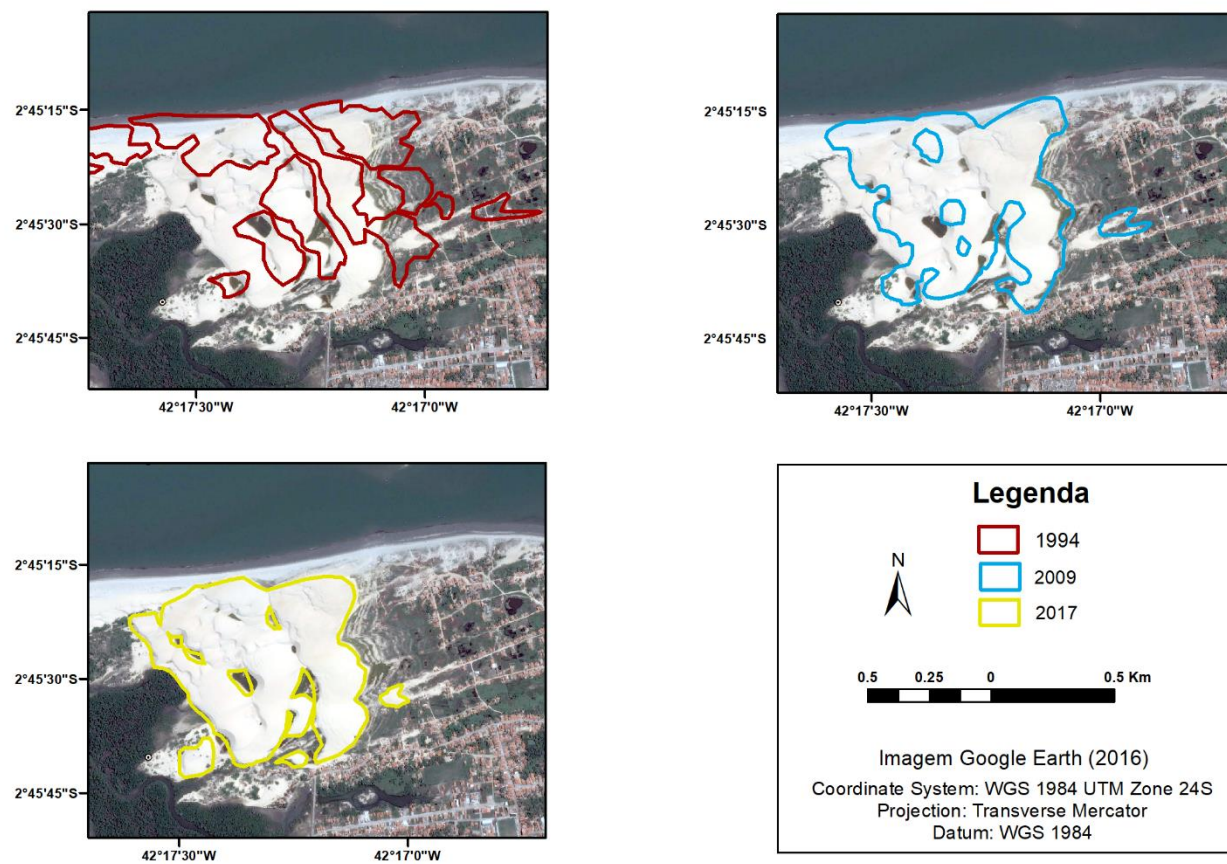 2°45'15"S
2°45'30"S
2°45'45"S
42°17'30"W
42°17'0"W
2°45'15"S
2°45'30"S
2°45'45"S
42°17'30"W
42°17'0"W
2°45'15"S
2°45'30"S
2°45'45"S
42°17'30"W
42°17'0"W
Legenda
1994
2009
2017
N
0.5 0.25 0 0.5 Km
Imagem Google Earth (2016)
Coordinate System: WGS 1984 UTM Zone 24S
Projection: Transverse Mercator
Datum: WGS 1984